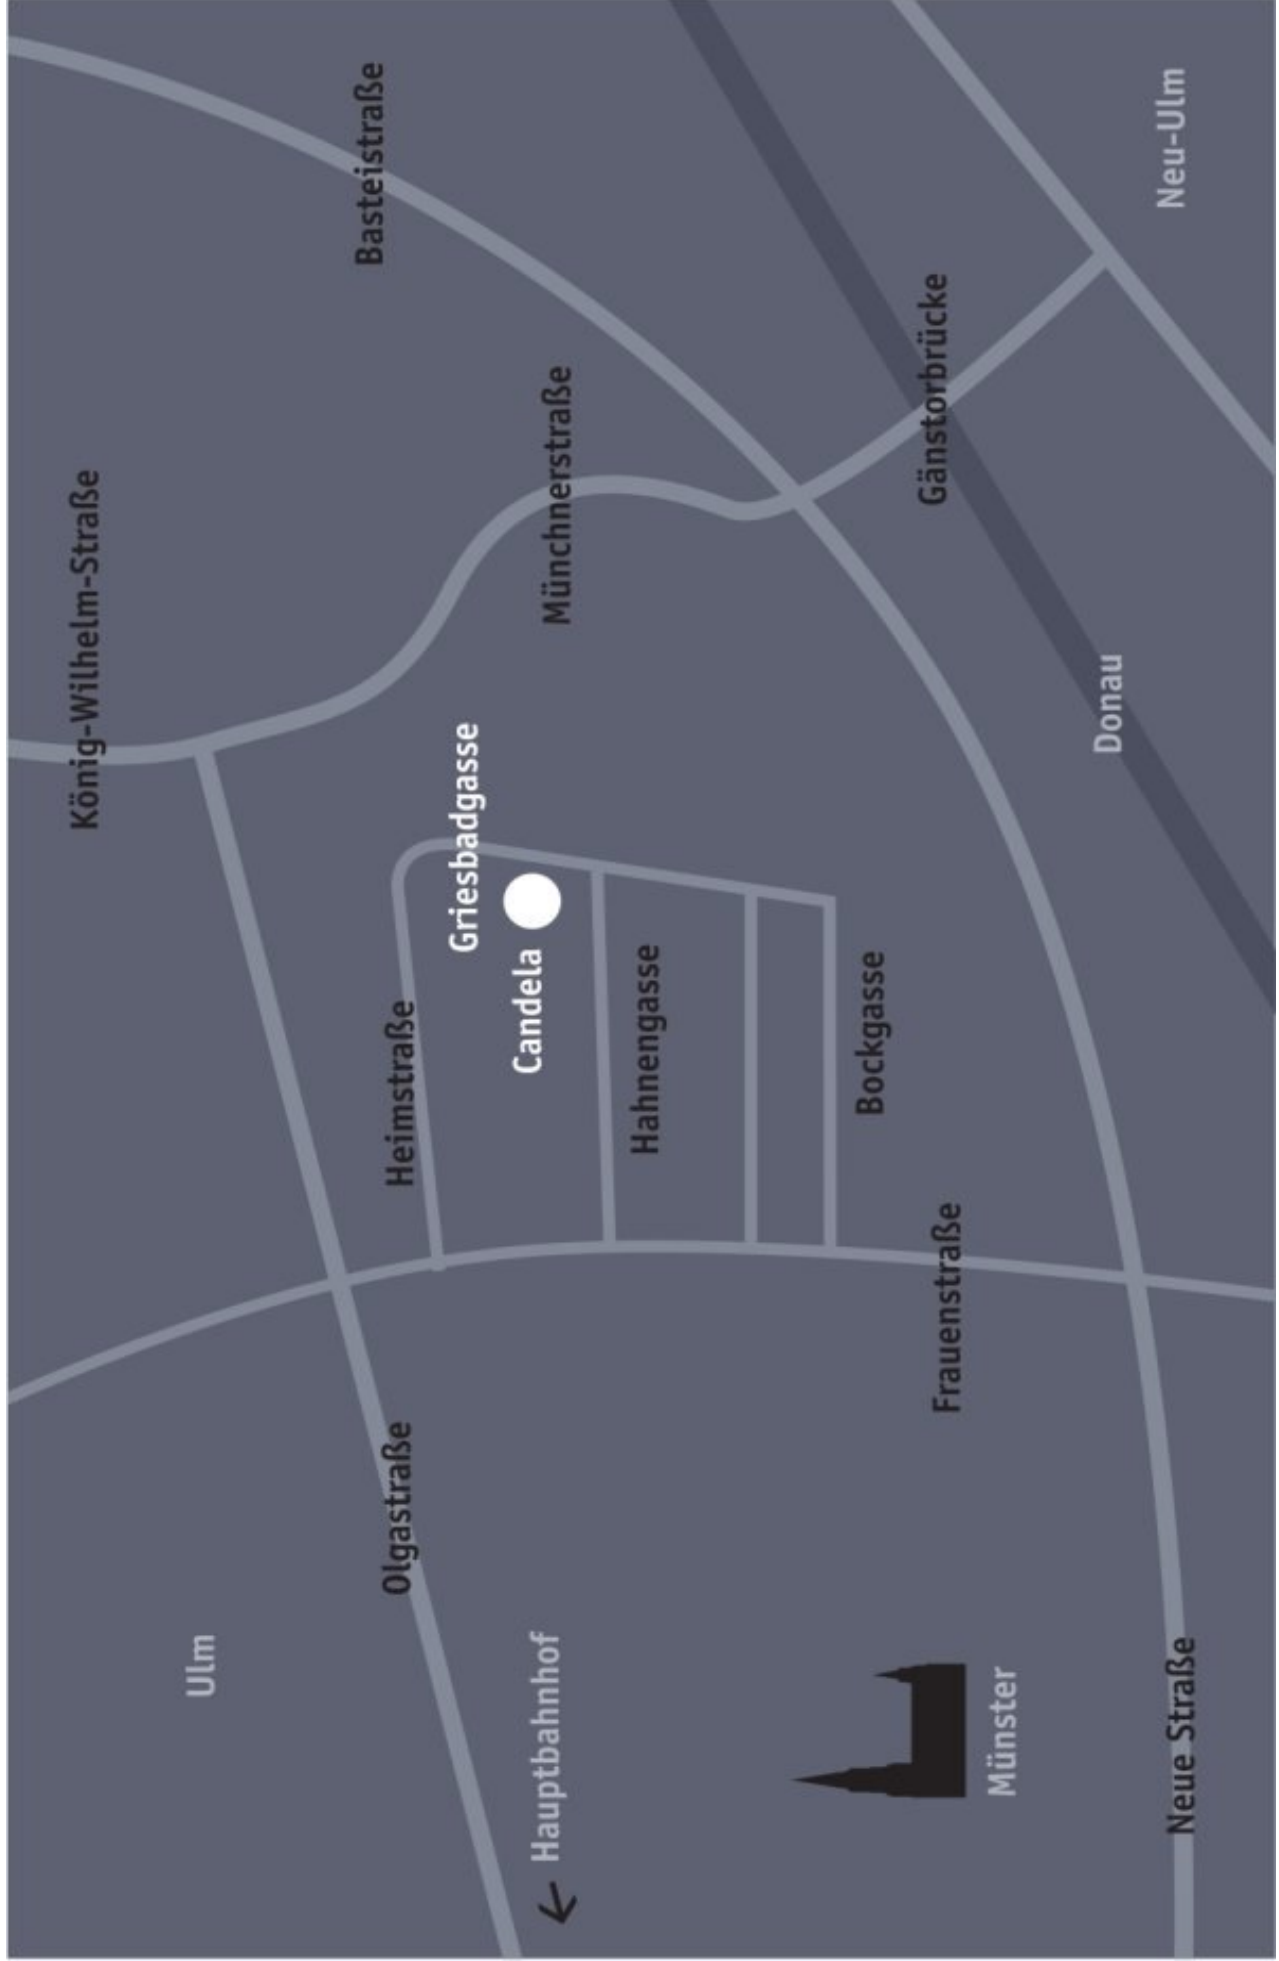 König-Wilhelm-Straße
Ulm
Basteistraße
Olgastraße
Heimstraße
Griesbadgasse
Candela
Hauptbahnhof
Münchnerstraße
Hahnengasse
Bockgasse
Gänstorbrücke
Frauenstraße
Münster
Donau
Neu-Ulm
Neue Straße